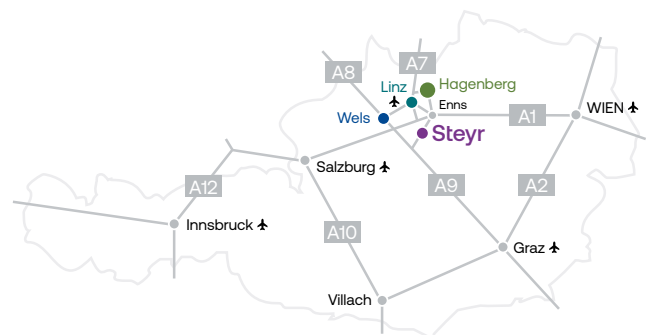 A7
A8
Linz
Hagenberg
Enns
Wels
A1
WIEN
Steyr
Salzburg
A12
A9
A2
Innsbruck
A10
Graz
Villach